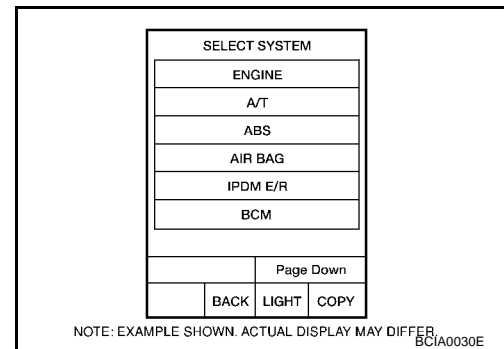 SELECT SYSTEM
ENGINE
A/T
ABS
AIR BAG
IPDM E/R
BCM
Page Down
BACK LIGHT COPY
NOTE: EXAMPLE SHOWN. ACTUAL DISPLAY MAY DIFFER.
BCIA0030E